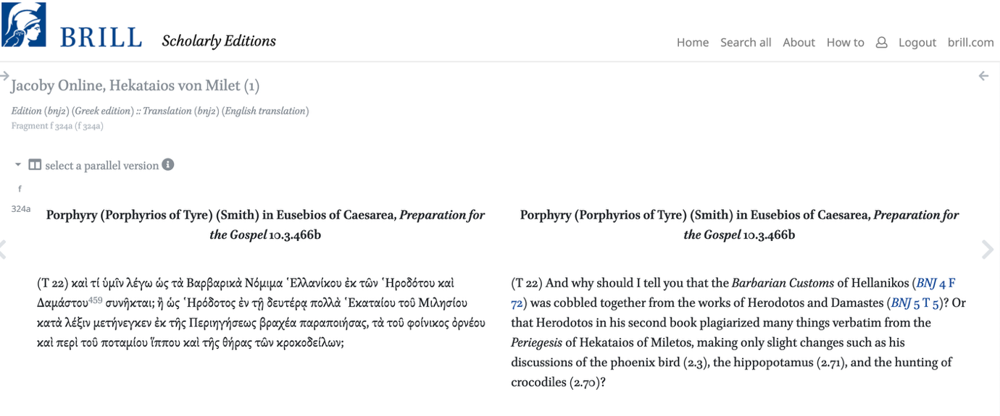 BRILL Scholarly Editions
Home Search all About How to Logout brill.com
Jacoby Online, Hekataios von Milet (1)
Edition (bnj2) (Greek edition) :: Translation (bnj2) (English translation)
Fragment f 324a (f 324a)
select a parallel version
f
324a
Porphyry (Porphyrios of Tyre) (Smith) in Eusebios of Caesarea, Preparation for
the Gospel 10.3.466b
(T 22) καὶ τί ὑμῖν λέγω ὡς τὰ Βαρβαρικὰ Νόμιμα ῾Ελλανίκου ἐκ τῶν ῾Ηροδότου καὶ
Δαμάστου459 συνῆκται; ἢ ὡς ῾Ηρόδοτος ἐν τῇ δευτέρᾳ πολλὰ ῾Εκαταίου τοῦ Μιλησίου
κατὰ λέξιν μετήνεγκεν ἐκ τῆς Περιηγήσεως βραχέα παραποιήσας, τὰ τοῦ φοίνικος ὀρνέου
καὶ περὶ τοῦ ποταμίου ἵππου καὶ τῆς θήρας τῶν κροκοδείλων;
Porphyry (Porphyrios of Tyre) (Smith) in Eusebios of Caesarea, Preparation for
the Gospel 10.3.466b
(T 22) And why should I tell you that the Barbarian Customs of Hellanikos (BNJ 4 F
72) was cobbled together from the works of Herodotos and Damastes (BNJ 5 T 5)? Or
that Herodotos in his second book plagiarized many things verbatim from the
Periegesis of Hekataios of Miletos, making only slight changes such as his
discussions of the phoenix bird (2.3), the hippopotamus (2.71), and the hunting of
crocodiles (2.70)?